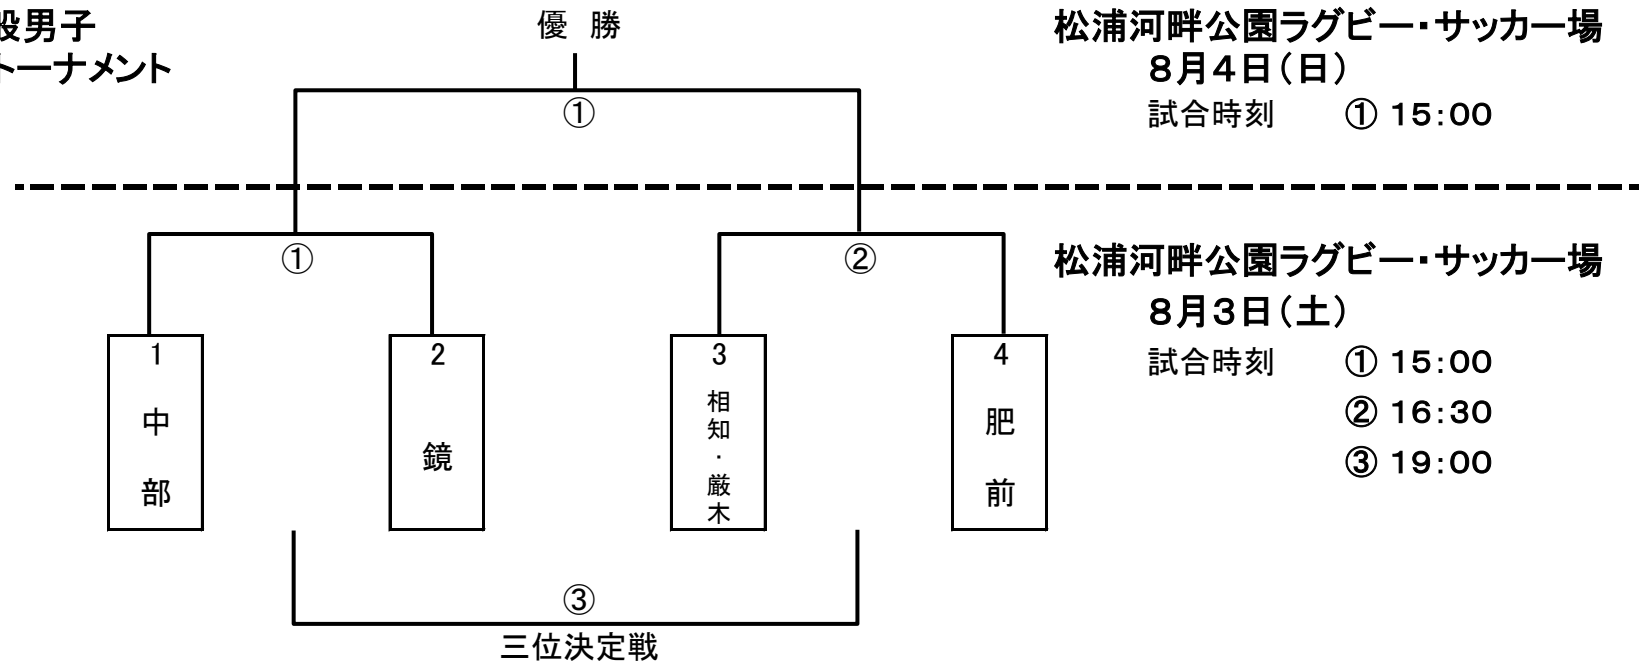 般男子
トーナメント
優 勝
松浦河畔公園ラグビー・サッカー場
8月4日(日)
試合時刻 ① 15:00
①
① ②
松浦河畔公園ラグビー・サッカー場
8月3日(土)
試合時刻 ① 15:00
② 16:30
③ 19:00
1 中部
2 鏡
3 相知・厳木
4 肥前
③
三位決定戦